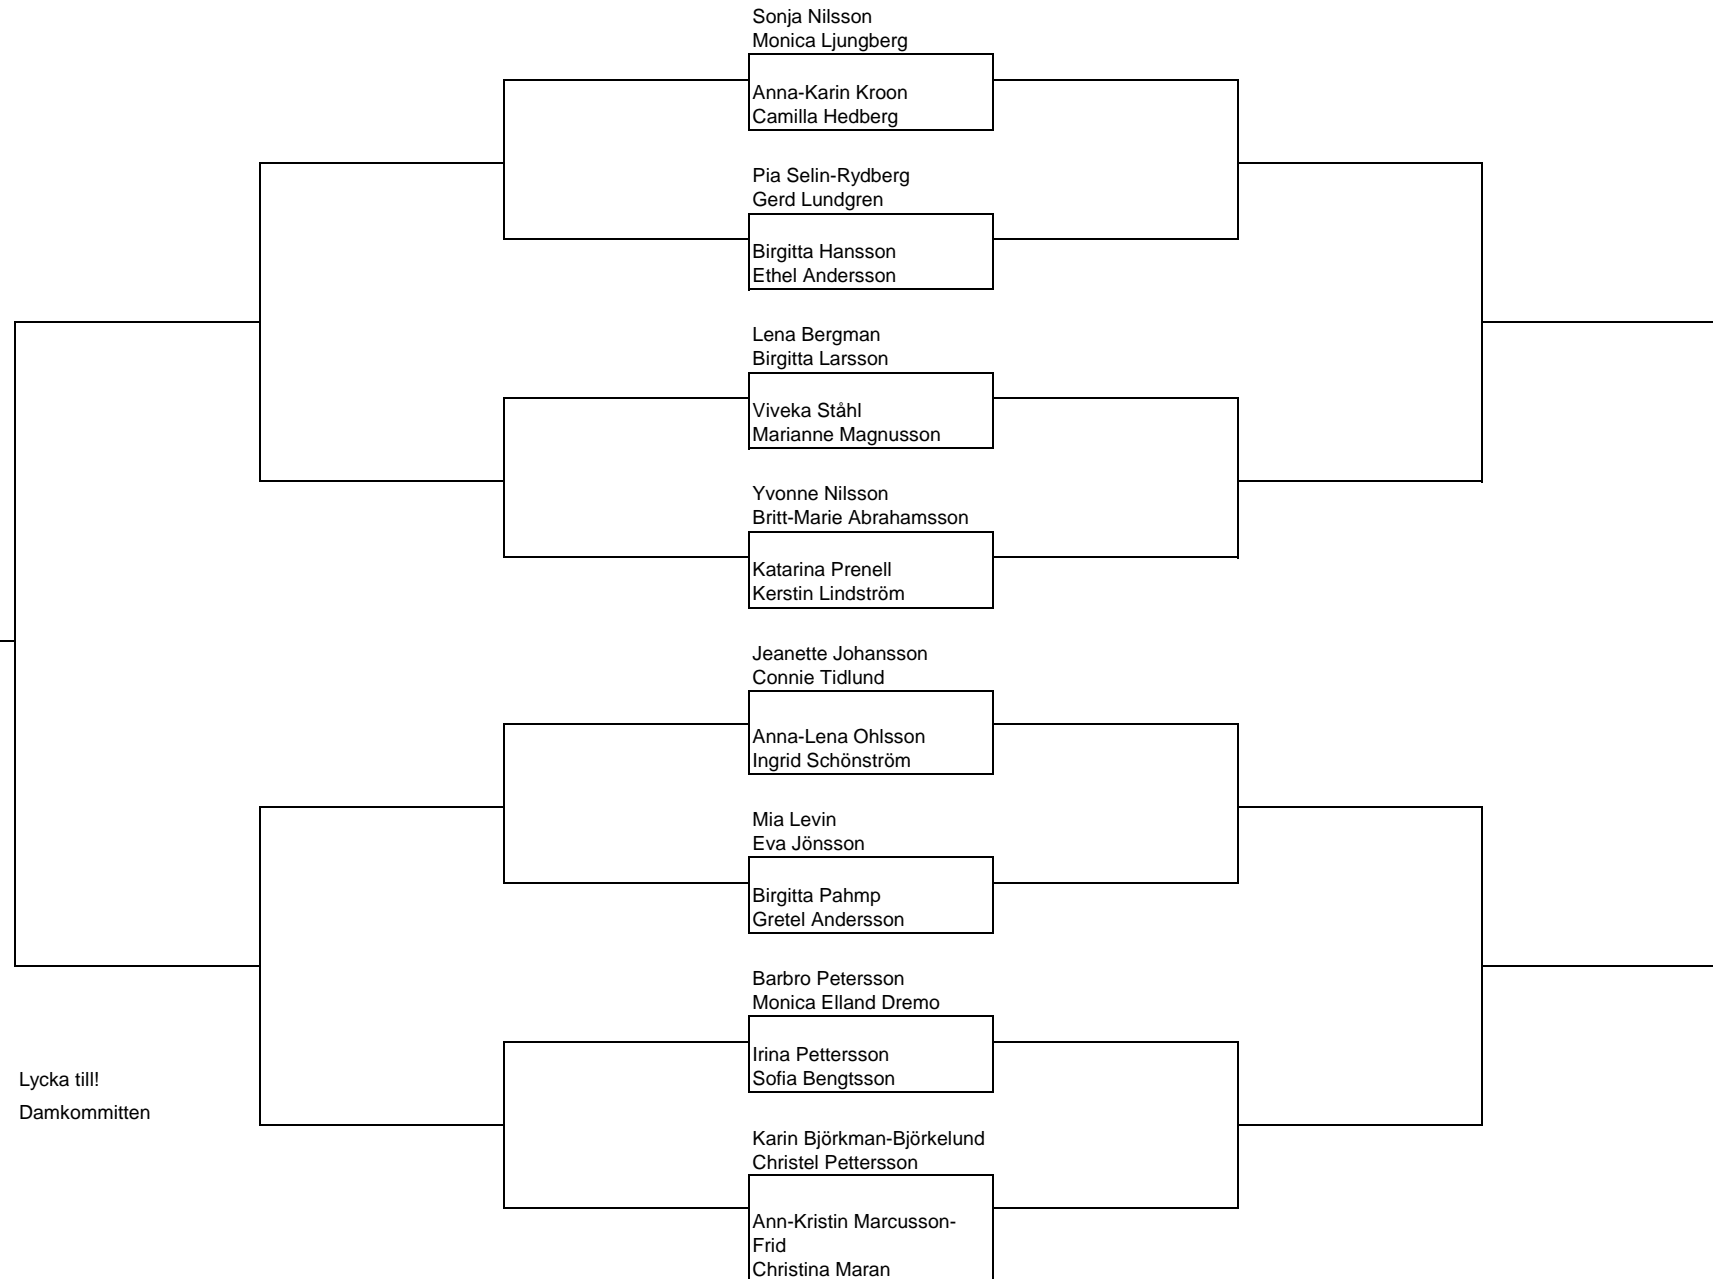 Sonja Nilsson
Monica Ljungberg
Anna-Karin Kroon
Camilla Hedberg
Pia Selin-Rydberg
Gerd Lundgren
Birgitta Hansson
Ethel Andersson
Lena Bergman
Birgitta Larsson
Viveka Ståhl
Marianne Magnusson
Yvonne Nilsson
Britt-Marie Abrahamsson
Katarina Prenell
Kerstin Lindström
Jeanette Johansson
Connie Tidlund
Anna-Lena Ohlsson
Ingrid Schönström
Mia Levin
Eva Jönsson
Birgitta Pahmp
Gretel Andersson
Barbro Petersson
Monica Elland Dremo
Irina Pettersson
Sofia Bengtsson
Karin Björkman-Björkelund
Christel Pettersson
Ann-Kristin Marcusson-
Frid
Christina Maran
Lycka till!
Damkommitten